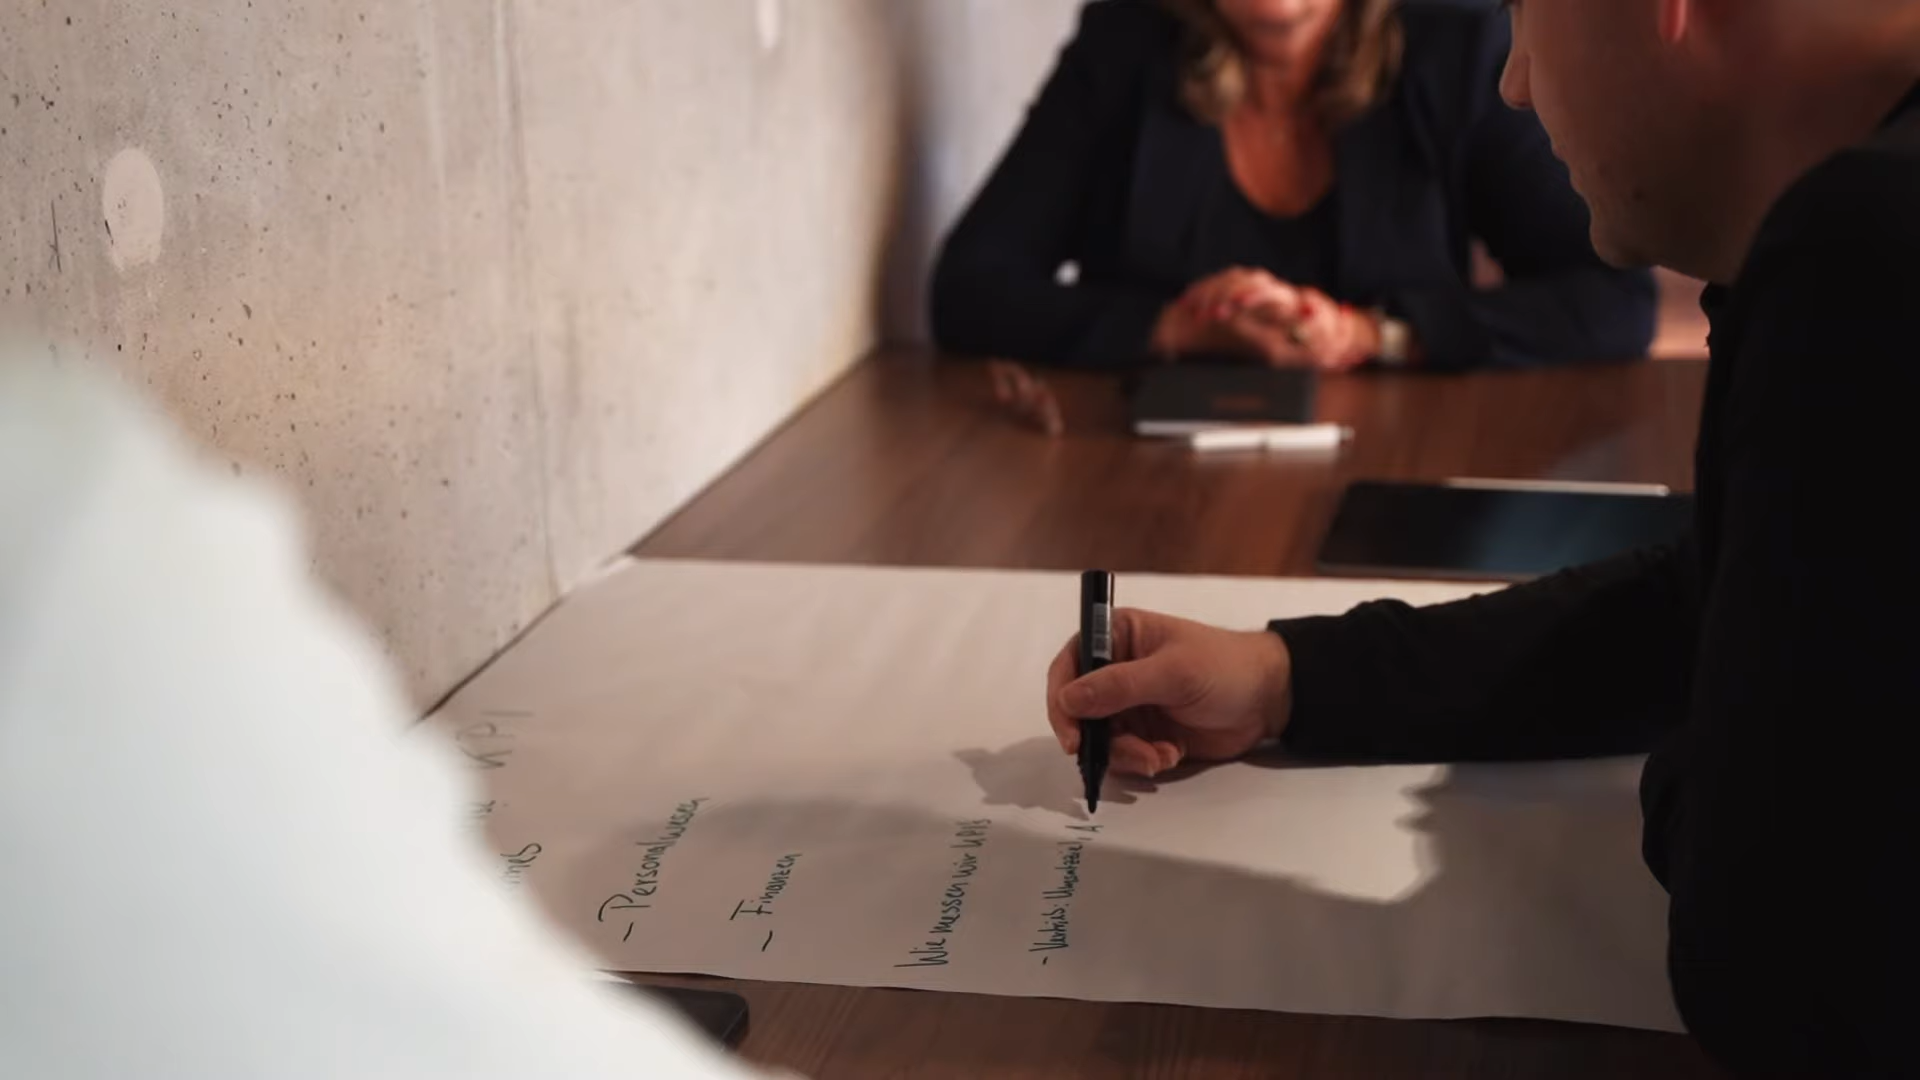 KPI
- Personalwesen
- Finanzen
Wie messen wir KPIs
- Vertrieb: Umsatzziel, A